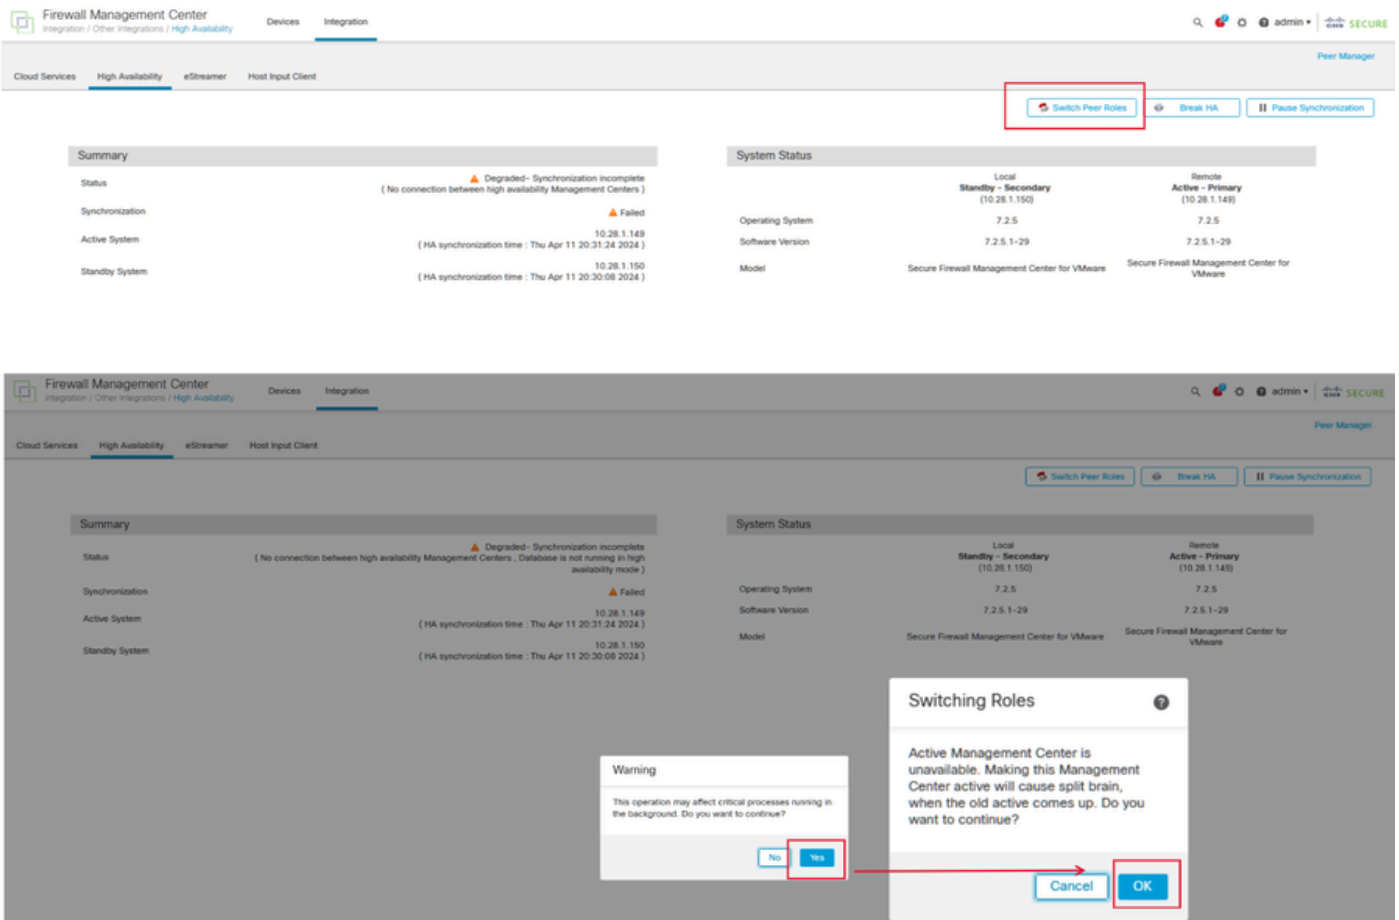 Firewall Management Center
Integration / Other Integrations / High Availability
Devices
Integration
admin
SECURE
Peer Manager
Cloud Services
High Availability
eStreamer
Host Input Client
Switch Peer Roles
Break HA
Pause Synchronization
Summary
Status
Degraded- Synchronization incomplete
( No connection between high availability Management Centers )
Synchronization
Failed
Active System
10.28.1.149
( HA synchronization time : Thu Apr 11 20:31:24 2024 )
Standby System
10.28.1.150
( HA synchronization time : Thu Apr 11 20:30:08 2024 )
System Status
Local
Standby - Secondary
(10.28.1.150)
Remote
Active - Primary
(10.28.1.149)
Operating System
7.2.5
7.2.5
Software Version
7.2.5.1-29
7.2.5.1-29
Model
Secure Firewall Management Center for VMware
Secure Firewall Management Center for
VMware
Firewall Management Center
Integration / Other Integrations / High Availability
Devices
Integration
admin
SECURE
Peer Manager
Cloud Services
High Availability
eStreamer
Host Input Client
Switch Peer Roles
Break HA
Pause Synchronization
Summary
Status
Degraded- Synchronization incomplete
( No connection between high availability Management Centers , Database is not running in high
availability mode )
Synchronization
Failed
Active System
10.28.1.149
( HA synchronization time : Thu Apr 11 20:31:24 2024 )
Standby System
10.28.1.150
( HA synchronization time : Thu Apr 11 20:30:08 2024 )
System Status
Local
Standby - Secondary
(10.28.1.150)
Remote
Active - Primary
(10.28.1.149)
Operating System
7.2.5
7.2.5
Software Version
7.2.5.1-29
7.2.5.1-29
Model
Secure Firewall Management Center for VMware
Secure Firewall Management Center for
VMware
Warning
This operation may affect critical processes running in
the background. Do you want to continue?
No
Yes
Switching Roles
Active Management Center is
unavailable. Making this Management
Center active will cause split brain,
when the old active comes up. Do you
want to continue?
Cancel
OK